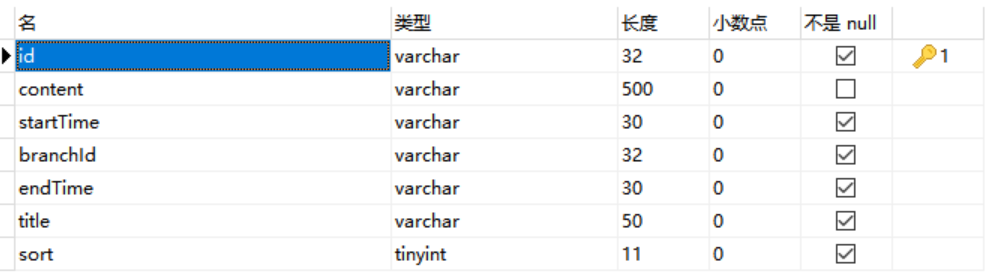 名 类型 长度 小数点 不是 null
id varchar 32 0 1
content varchar 500 0
startTime varchar 30 0
branchId varchar 32 0
endTime varchar 30 0
title varchar 50 0
sort tinyint 11 0